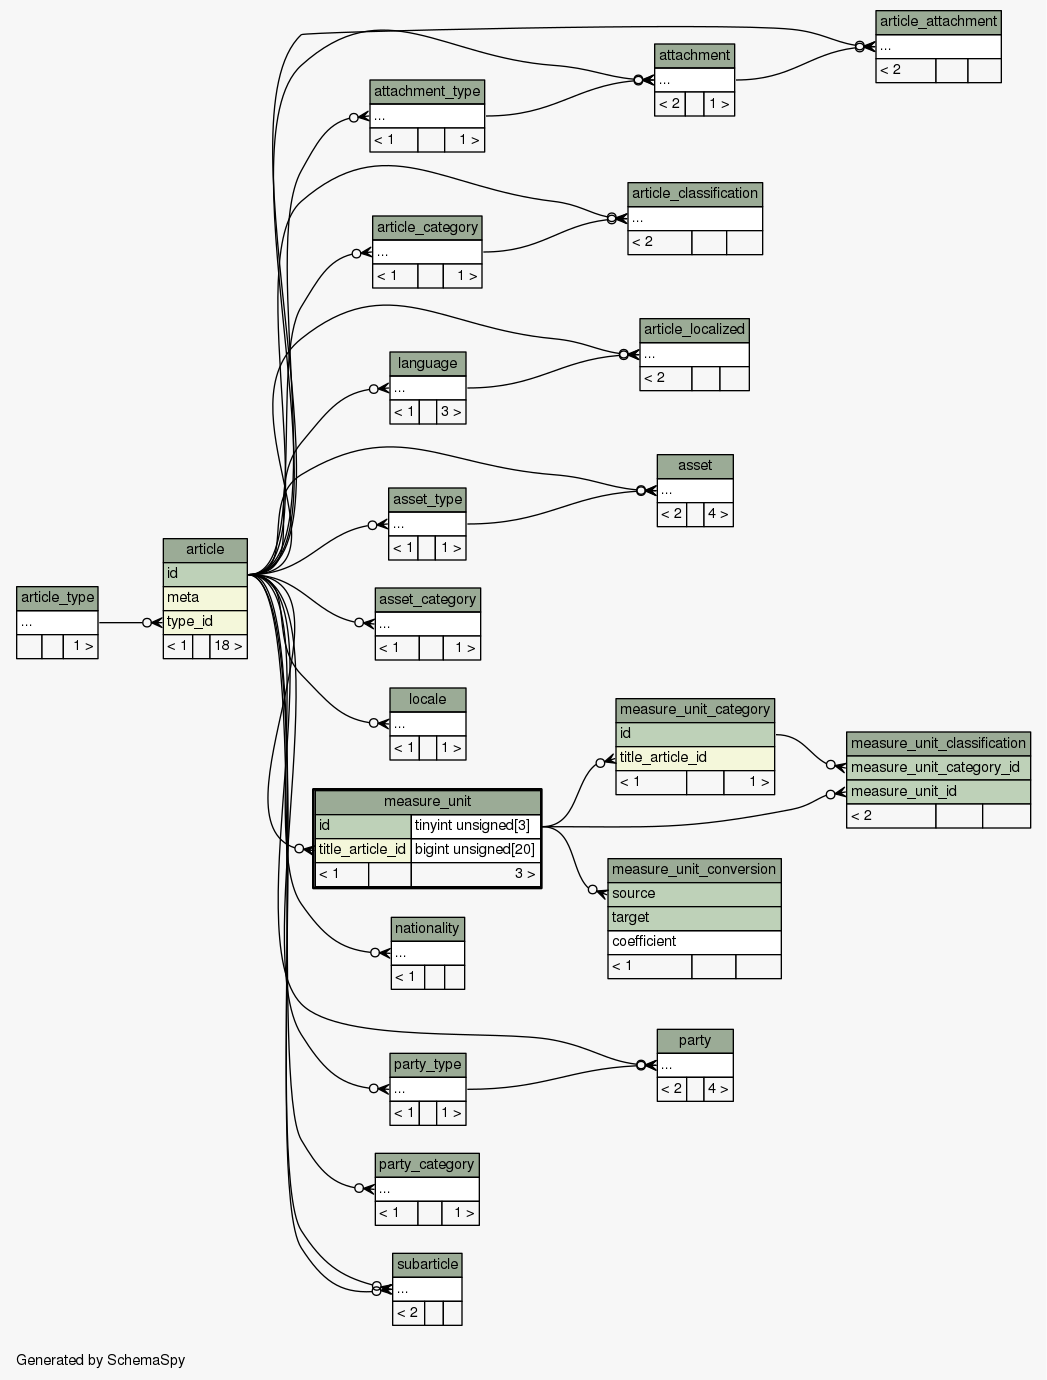 article_attachment
...
< 2
attachment
...
< 2 1 >
attachment_type
...
< 1 1 >
article_classification
...
< 2
article_category
...
< 1 1 >
article_localized
...
< 2
language
...
< 1 3 >
asset
...
< 2 4 >
asset_type
...
< 1 1 >
article
id
meta
type_id
< 1 18 >
article_type
...
1 >
asset_category
...
< 1 1 >
locale
...
< 1 1 >
measure_unit_category
id
title_article_id
< 1 1 >
measure_unit_classification
measure_unit_category_id
measure_unit_id
< 2
measure_unit
id tinyint unsigned[3]
title_article_id bigint unsigned[20]
< 1 3 >
measure_unit_conversion
source
target
coefficient
< 1
nationality
...
< 1
party
...
< 2 4 >
party_type
...
< 1 1 >
party_category
...
< 1 1 >
subarticle
...
< 2
Generated by SchemaSpy